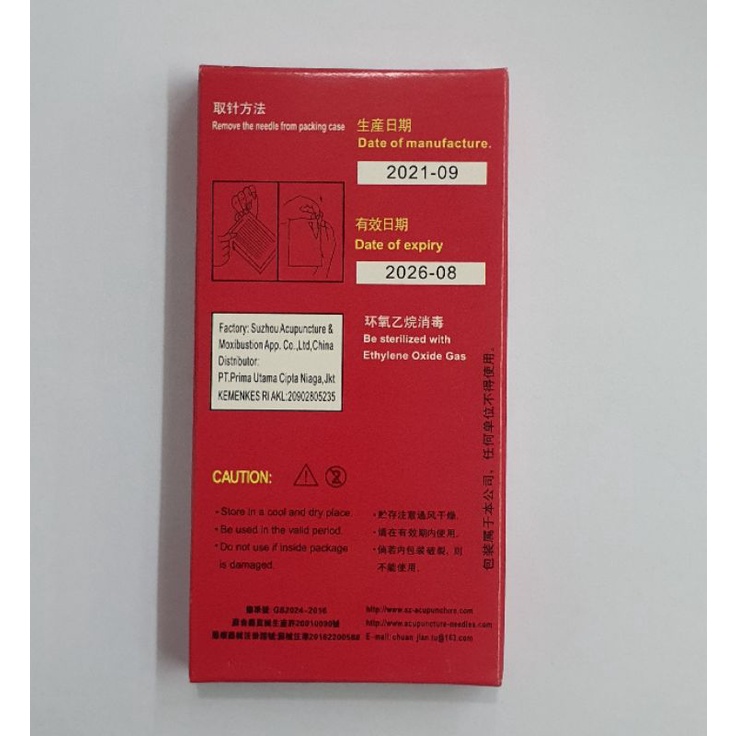 取针方法
Remove the needle from packing case
生産日期
Date of manufacture.
2021-09
有效日期
Date of expiry
2026-08
Factory: Suzhou Acupuncture &
Moxibustion App. Co.,Ltd,China
Distributor:
PT.Prima Utama Cipta Niaga,Jkt
KEMENKES RI AKL:20902805235
环氧乙烷消毒
Be sterilized with
Ethylene Oxide Gas
包装属于本公司，任何单位不得使用。
CAUTION:
·Store in a cool and dry place.
·Be used in the valid period.
·Do not use if inside package
is damaged.
·贮存注意通风干燥.
·请在有效期内使用.
·倘若内包装破裂, 则
不能使用.
GB2024-2016
http://www.sz-acupuncture.com
http://www.acupuncture-needles.com
E-mail: